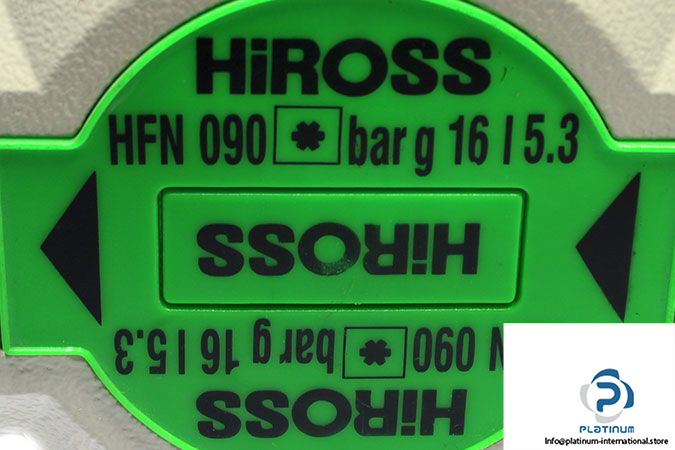 HiROSS
HFN 090 * bar g 16 l 5.3
HiROSS
N 090 * bar g 16 l 5.3
HiROSS
PLATINUM
Info@platinum-international.store